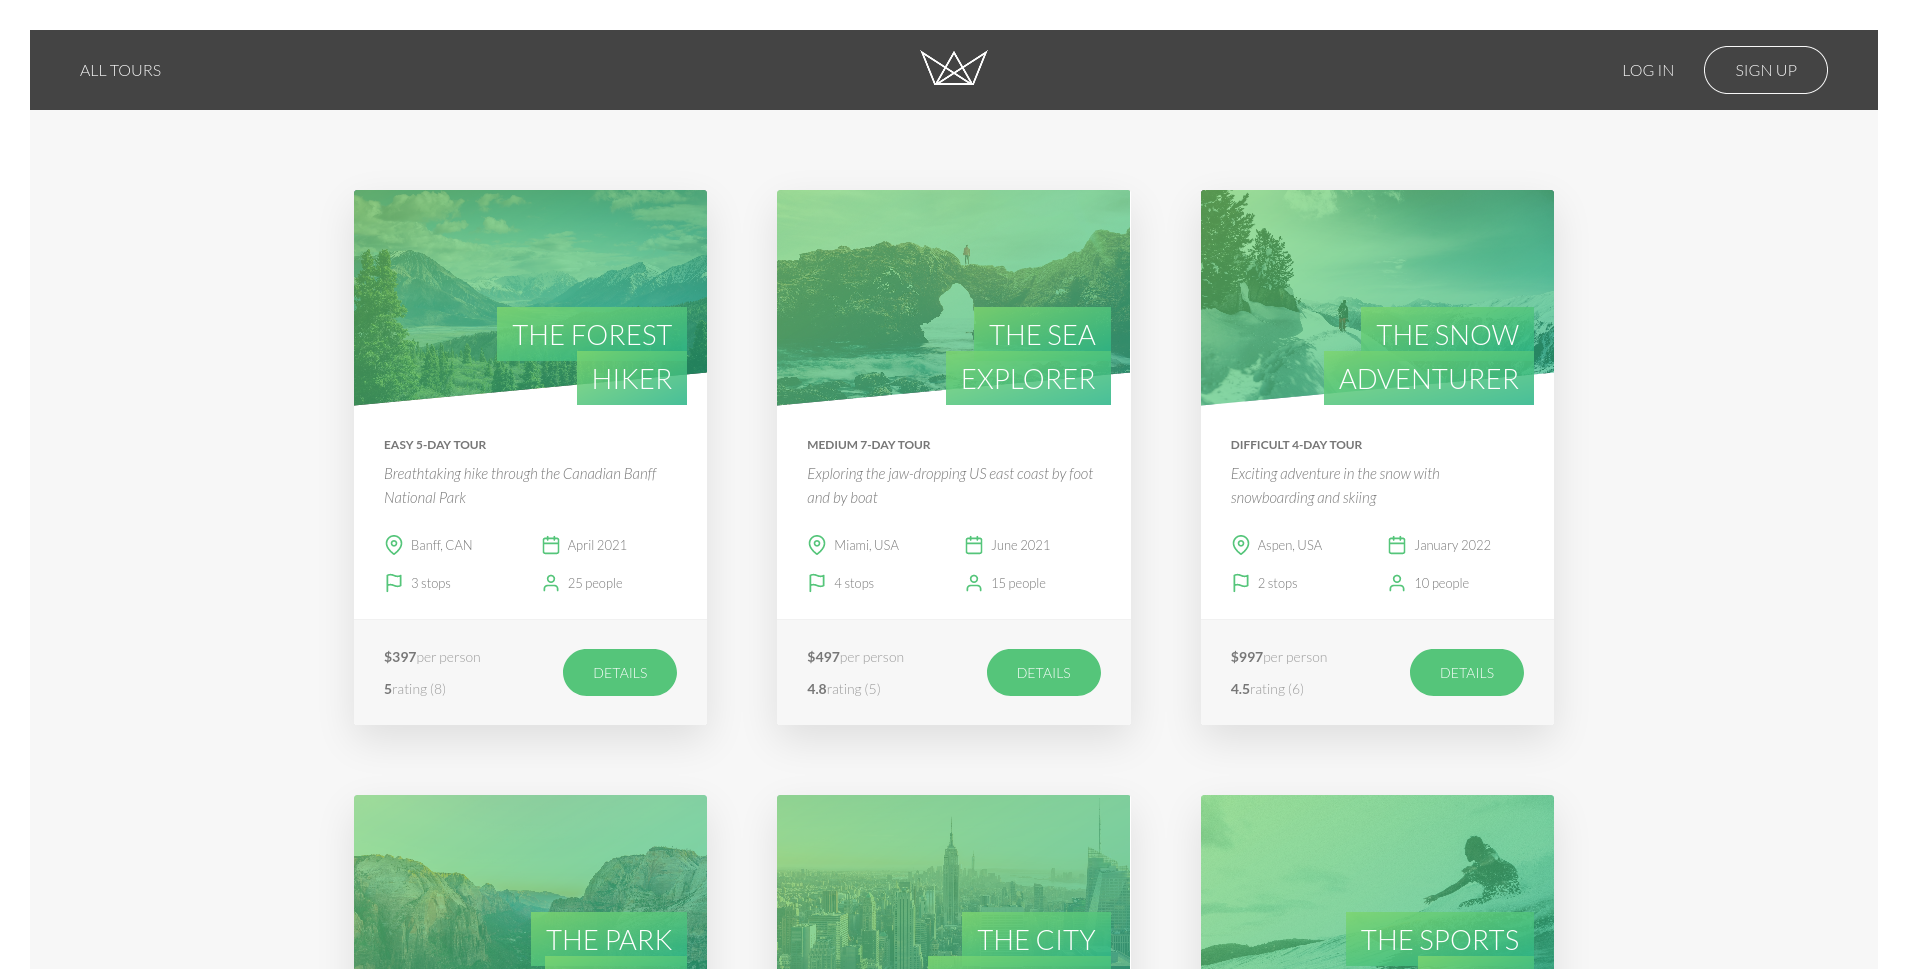 ALL TOURS
LOG IN
SIGN UP
THE FOREST
HIKER
EASY 5-DAY TOUR
Breathtaking hike through the Canadian Banff
National Park
Banff, CAN
April 2021
3 stops
25 people
$397per person
5rating (8)
DETAILS
THE SEA
EXPLORER
MEDIUM 7-DAY TOUR
Exploring the jaw-dropping US east coast by foot
and by boat
Miami, USA
June 2021
4 stops
15 people
$497per person
4.8rating (5)
DETAILS
THE SNOW
ADVENTURER
DIFFICULT 4-DAY TOUR
Exciting adventure in the snow with
snowboarding and skiing
Aspen, USA
January 2022
2 stops
10 people
$997per person
4.5rating (6)
DETAILS
THE PARK
THE CITY
THE SPORTS